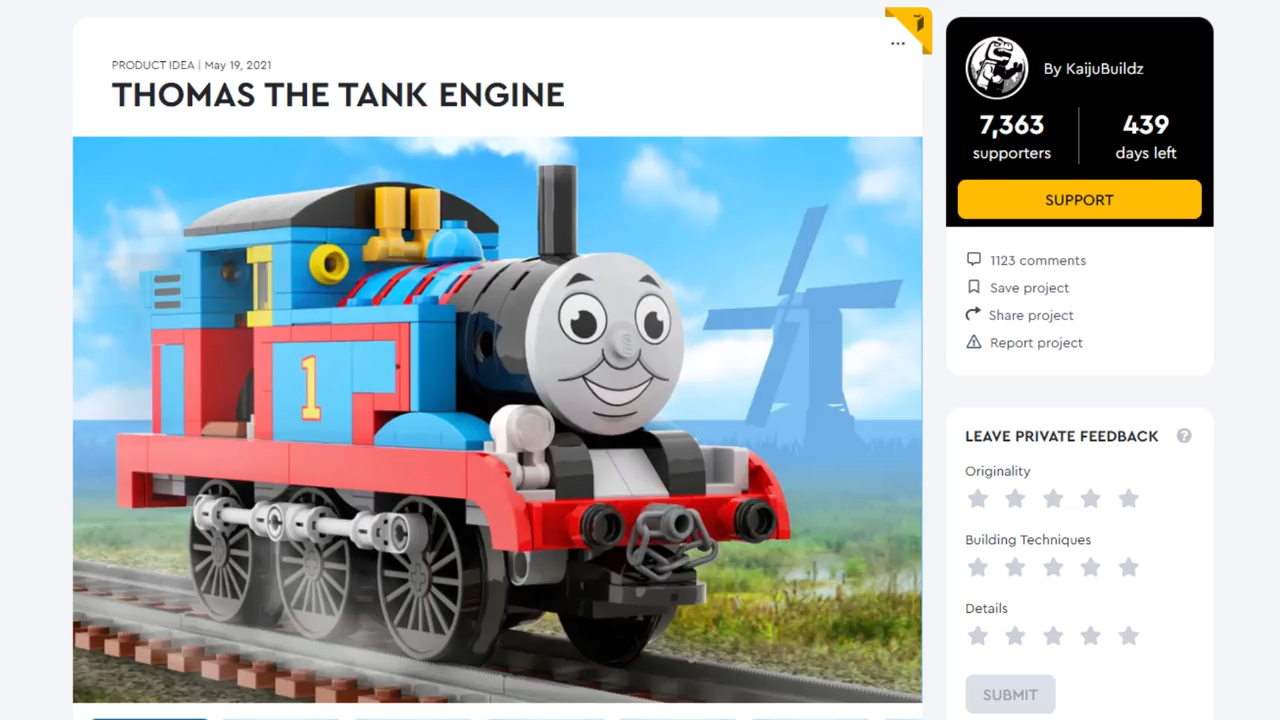 PRODUCT IDEA | May 19, 2021
THOMAS THE TANK ENGINE
1
By KaijuBuildz
7,363
supporters
439
days left
SUPPORT
1123 comments
Save project
Share project
Report project
LEAVE PRIVATE FEEDBACK ?
Originality
Building Techniques
Details
SUBMIT